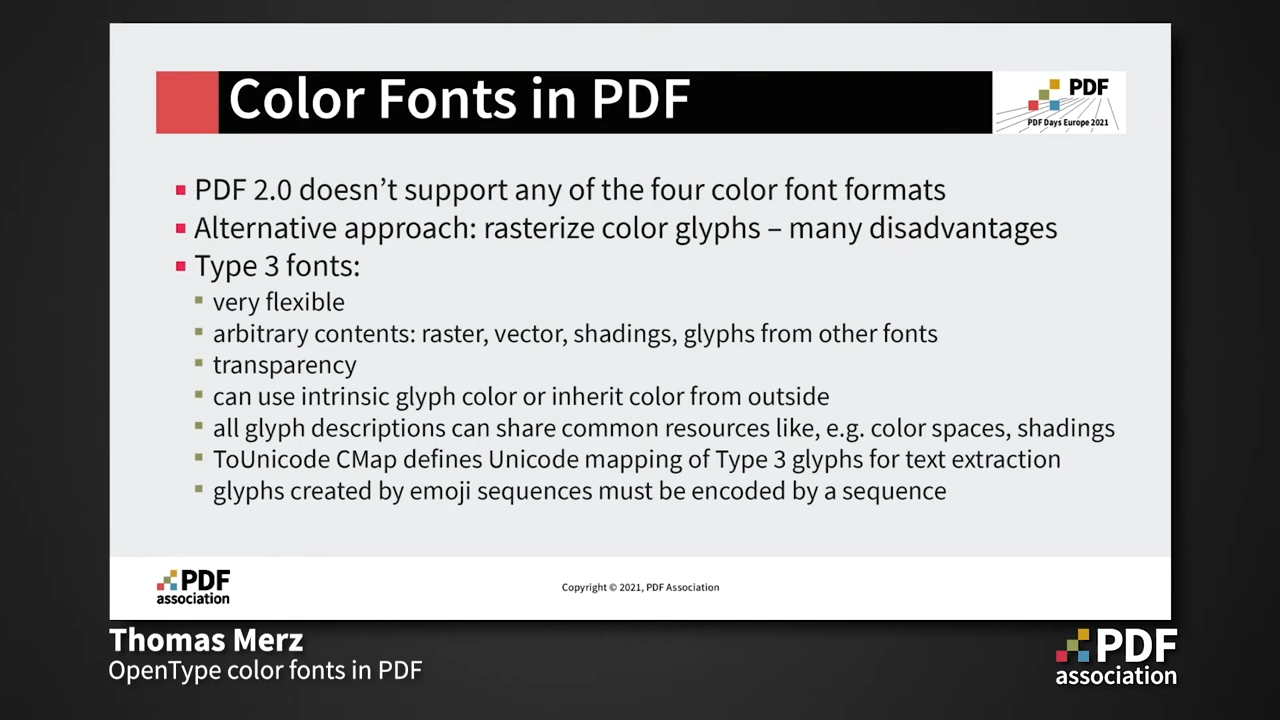 Color Fonts in PDF
PDF
PDF Days Europe 2021
PDF 2.0 doesn’t support any of the four color font formats
Alternative approach: rasterize color glyphs – many disadvantages
Type 3 fonts:
very flexible
arbitrary contents: raster, vector, shadings, glyphs from other fonts
transparency
can use intrinsic glyph color or inherit color from outside
all glyph descriptions can share common resources like, e.g. color spaces, shadings
ToUnicode CMap defines Unicode mapping of Type 3 glyphs for text extraction
glyphs created by emoji sequences must be encoded by a sequence
PDF
association
Copyright © 2021, PDF Association
Thomas Merz
OpenType color fonts in PDF
PDF
association